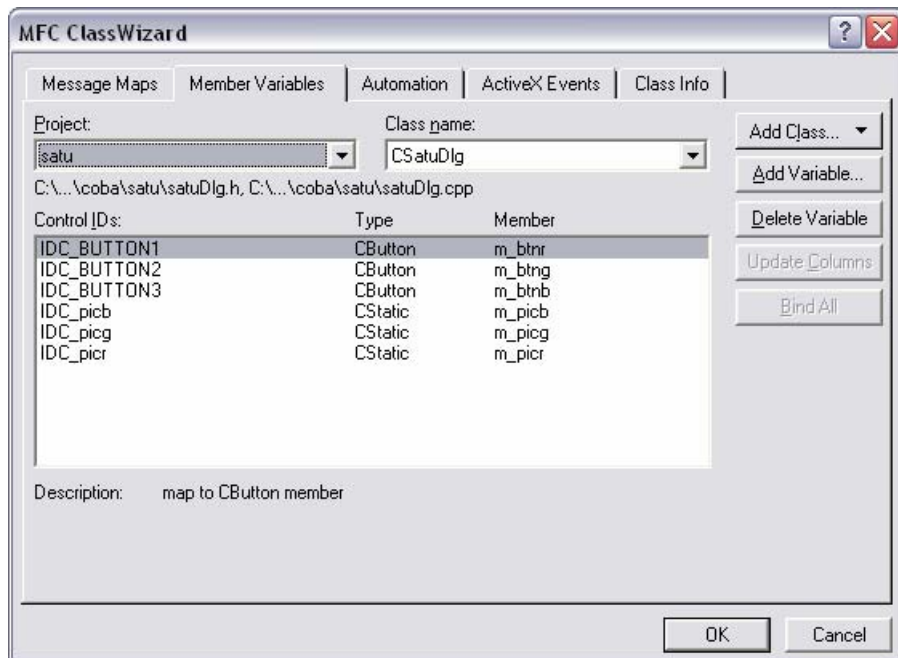 MFC ClassWizard
Message Maps Member Variables Automation ActiveX Events Class Info
Project: Class name:
satu CSatuDlg
Add Class...
C:\...\coba\satu\satuDlg.h, C:\...\coba\satu\satuDlg.cpp
Add Variable...
Control IDs: Type Member
Delete Variable
IDC_BUTTON1 CButton m_btnr
IDC_BUTTON2 CButton m_btng
Update Columns
IDC_BUTTON3 CButton m_btnb
IDC_picb CStatic m_picb
Bind All
IDC_picg CStatic m_picg
IDC_picr CStatic m_picr
Description: map to CButton member
OK Cancel